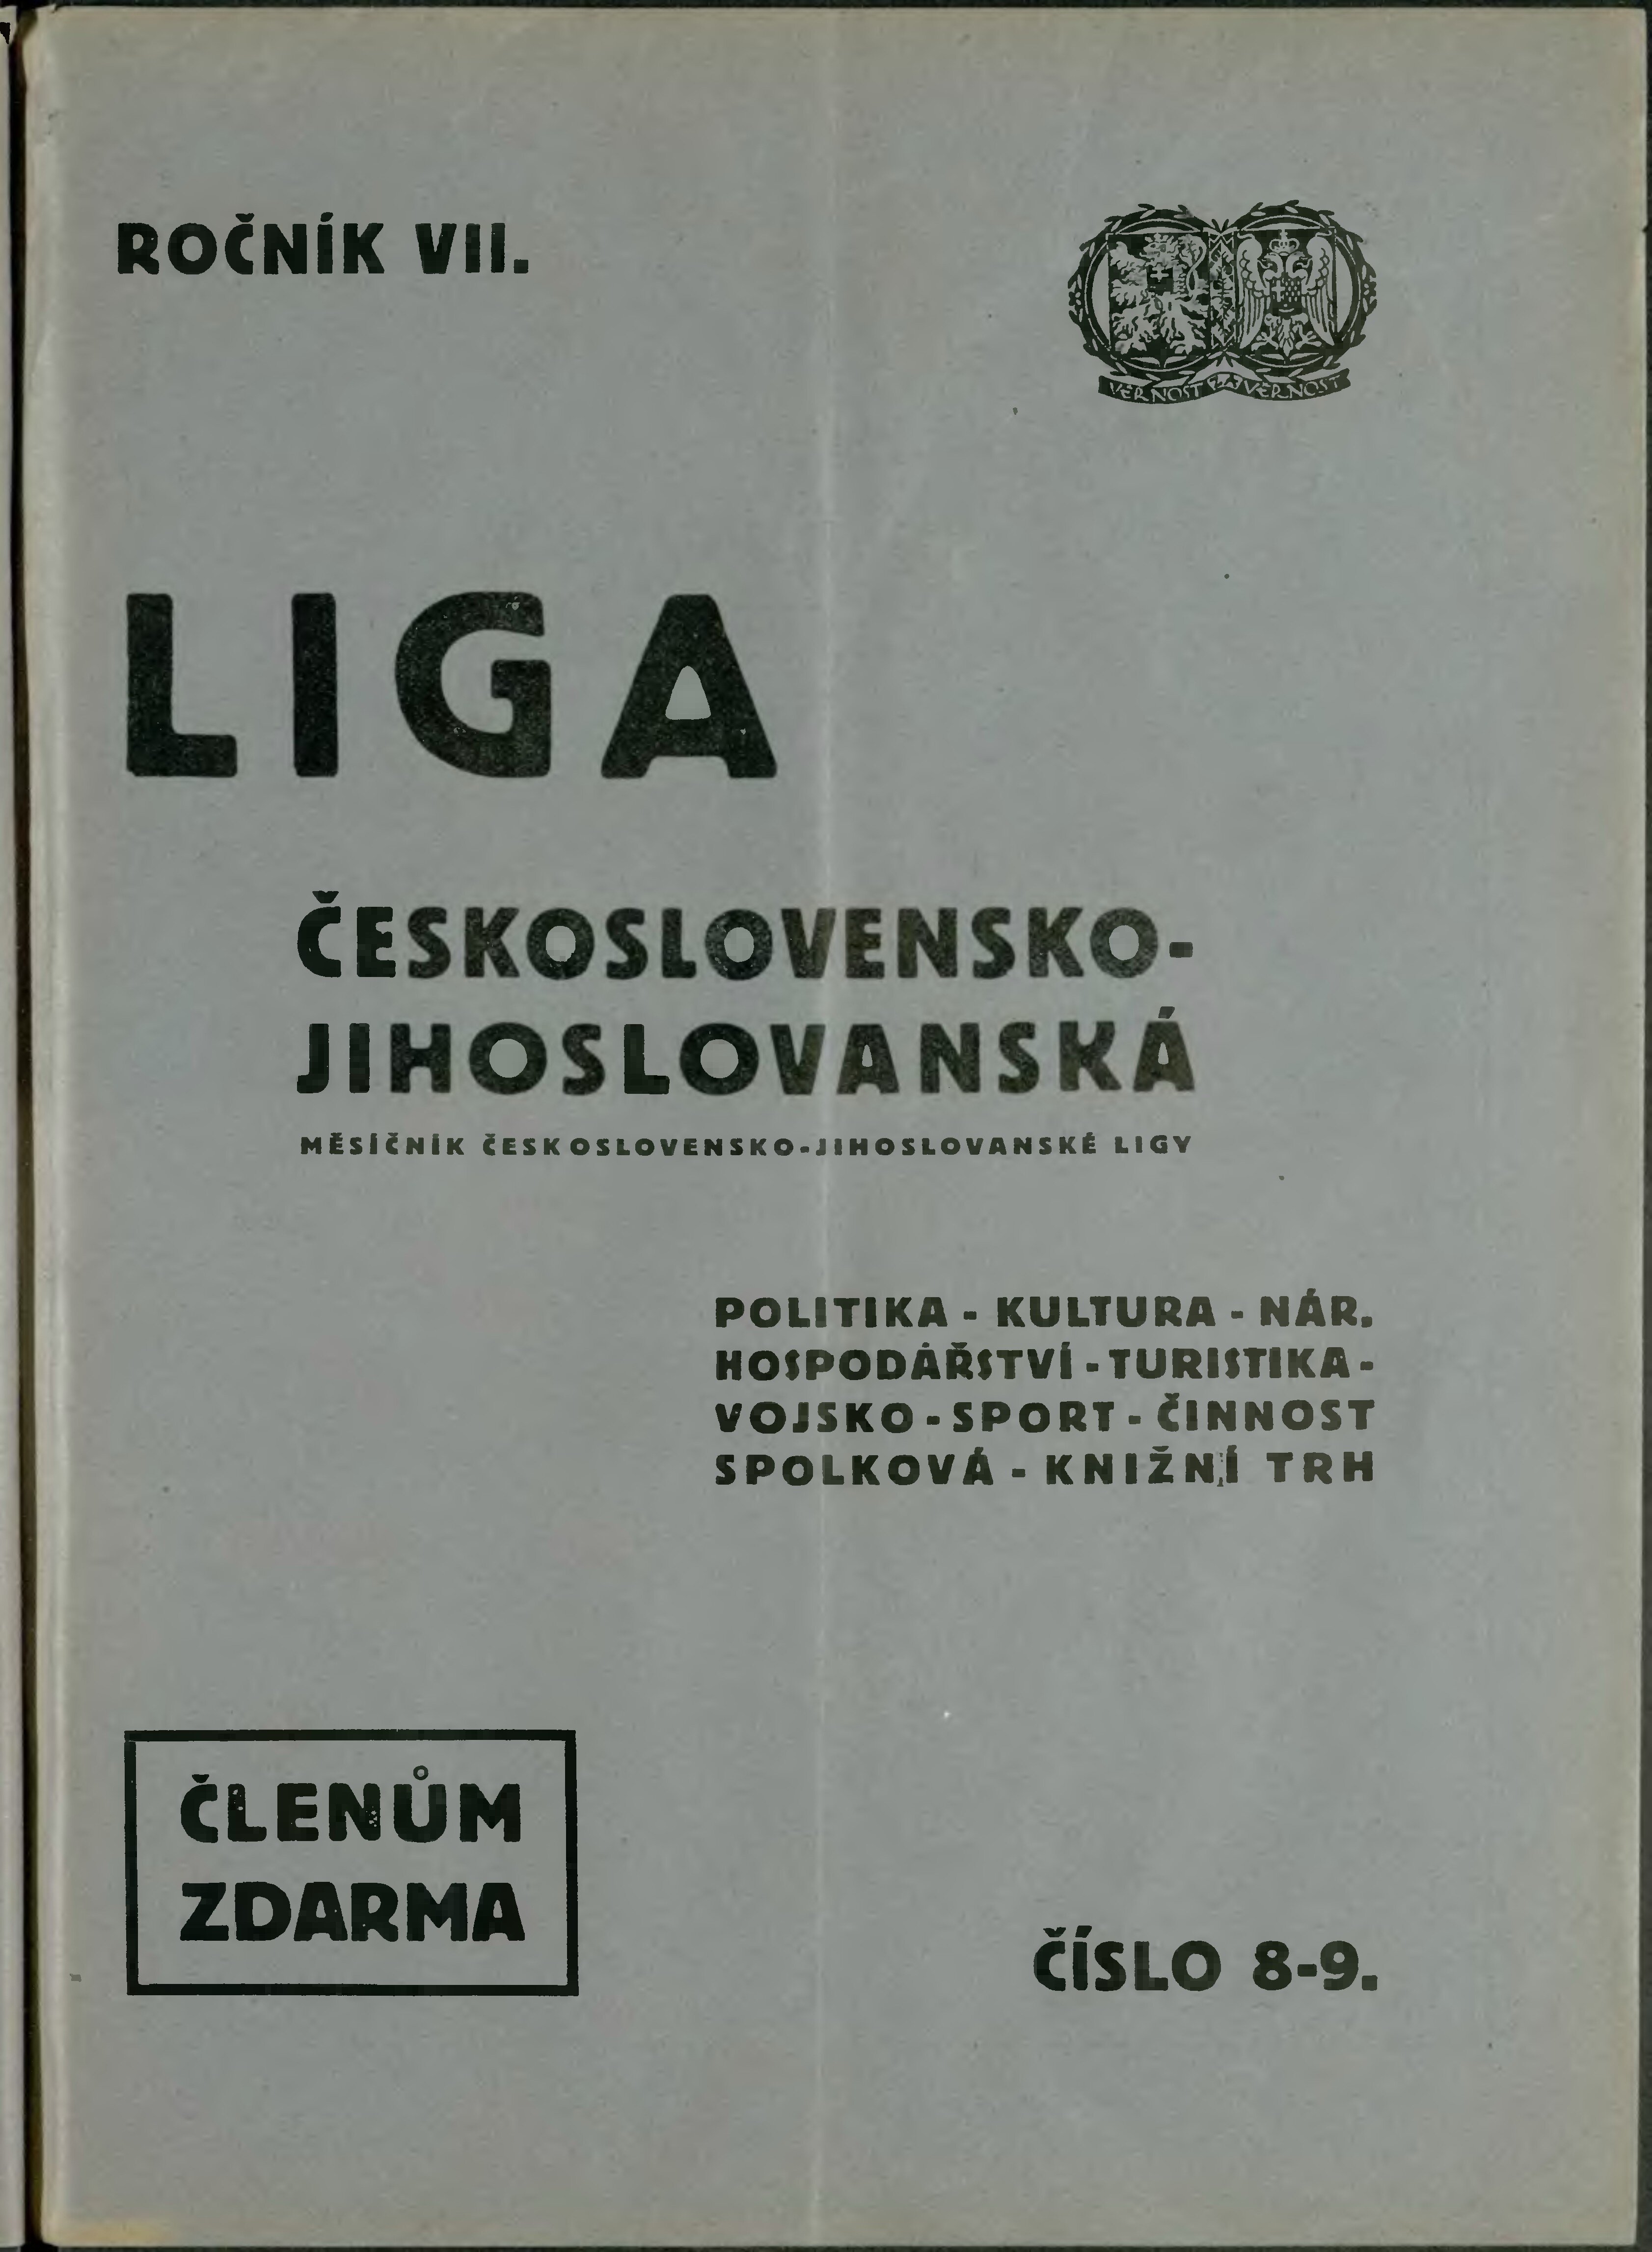 ROČNÍK VII.
VĚRNOST ZA VĚRNOST
LIGA
ČESKOSLOVENSKO-
JIHOSLOVANSKÁ
MĚSÍČNÍK ČESKOSLOVENSKO-JIHOSLOVANSKÉ LIGY
POLITIKA - KULTURA - NÁR.
HOSPODÁŘSTVÍ - TURISTIKA -
VOJSKO - SPORT - ČINNOST
SPOLKOVÁ - KNIŽNÍ TRH
ČLENŮM
ZDARMA
ČÍSLO 8-9.